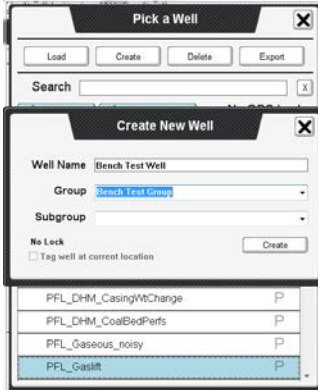 Pick a Well
X
Load Create Delete Export
Search X
Create New Well
X
Well Name Bench Test Well
Group Bench Test Group
Subgroup
No Lock Create
Tag well at current location
PFL_DHM_CasingWtChange P
PFL_DHM_CoalBedPerfs P
PFL_Gaseous_noisy P
PFL_Gaslift P